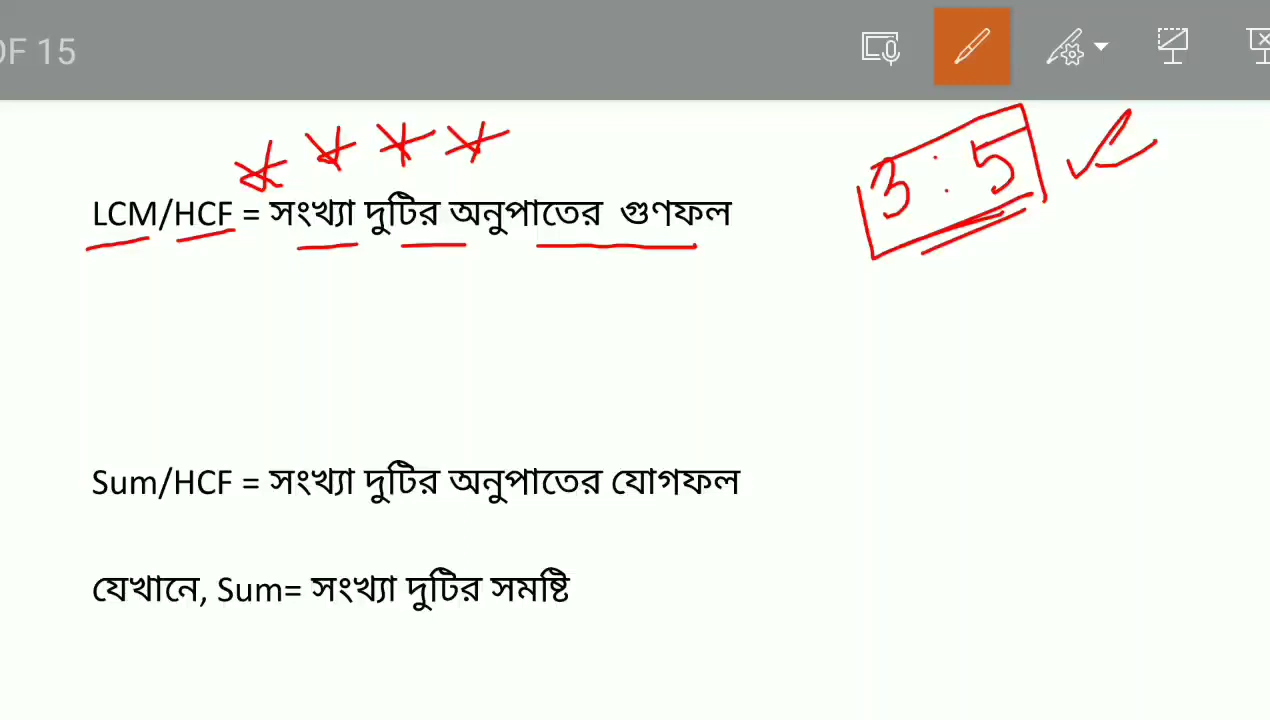 OF 15
3 : 5
LCM/HCF = সংখ্যা দুটির অনুপাতের গুণফল
Sum/HCF = সংখ্যা দুটির অনুপাতের যোগফল
যেখানে, Sum= সংখ্যা দুটির সমষ্টি